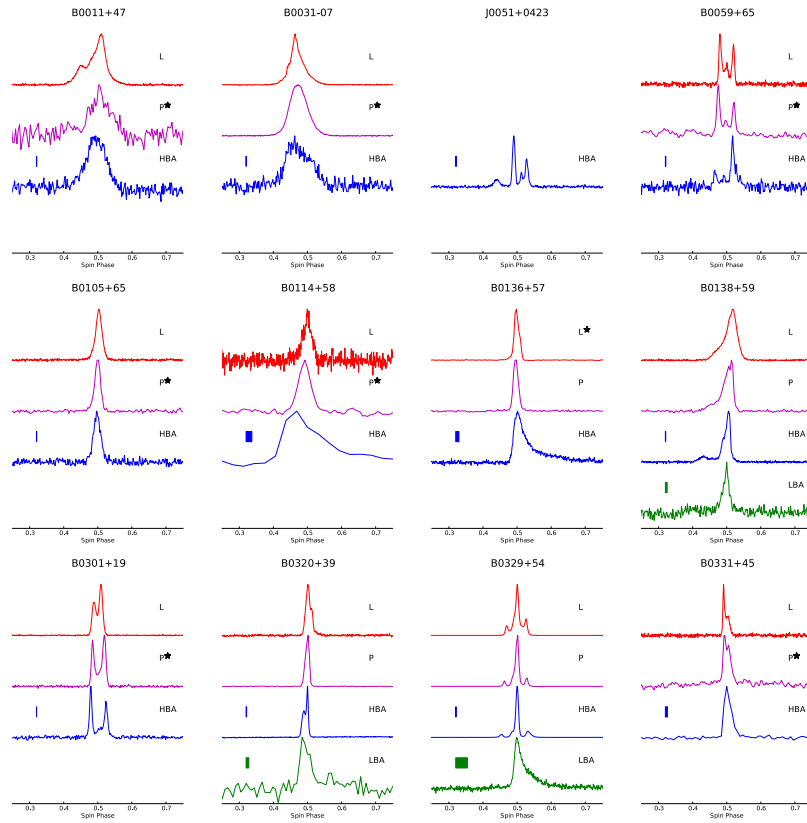 B0011+47
B0031-07
J0051+0423
B0059+65
L
L
L
P★
P★
P
HBA
HBA
HBA
HBA
0.3 0.4 0.5 0.6 0.7
0.3 0.4 0.5 0.6 0.7
0.3 0.4 0.5 0.6 0.7
0.3 0.4 0.5 0.6 0.7
Spin Phase
Spin Phase
Spin Phase
Spin Phase
B0105+65
B0114+58
B0136+57
B0138+59
L
L
L★
L
P★
P★
P
P
HBA
HBA
HBA
HBA
LBA
0.3 0.4 0.5 0.6 0.7
0.3 0.4 0.5 0.6 0.7
0.3 0.4 0.5 0.6 0.7
0.3 0.4 0.5 0.6 0.7
Spin Phase
Spin Phase
Spin Phase
Spin Phase
B0301+19
B0320+39
B0329+54
B0331+45
L
L
L
L
P★
P
P
P★
HBA
HBA
HBA
HBA
LBA
LBA
0.3 0.4 0.5 0.6 0.7
0.3 0.4 0.5 0.6 0.7
0.3 0.4 0.5 0.6 0.7
0.3 0.4 0.5 0.6 0.7
Spin Phase
Spin Phase
Spin Phase
Spin Phase